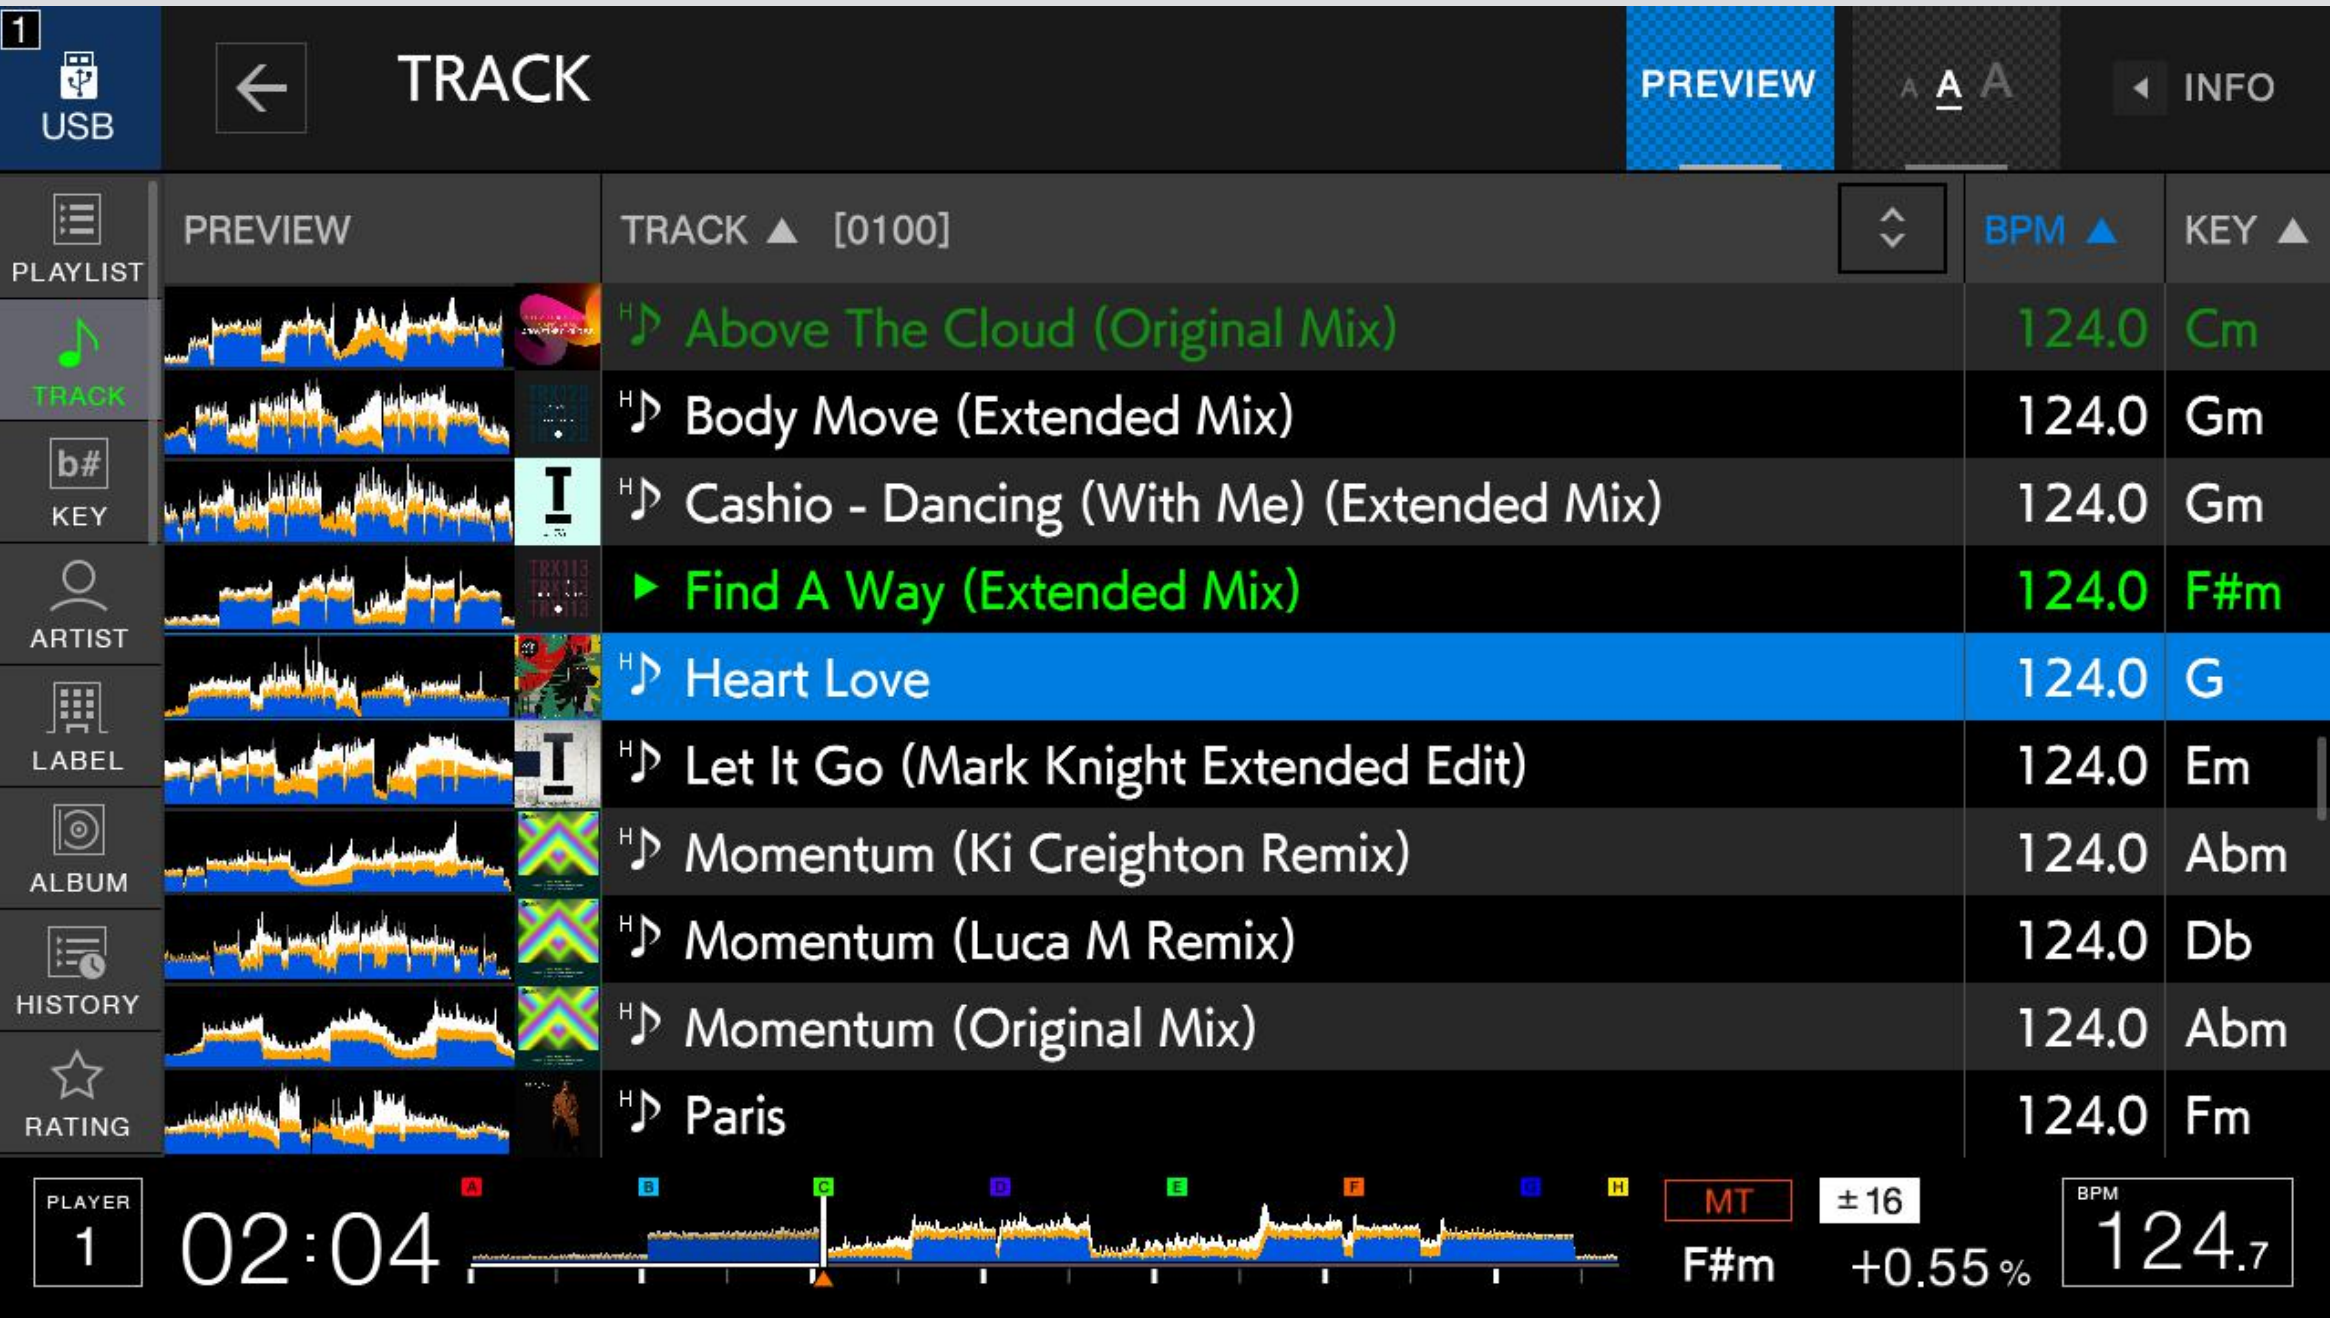 1
USB
TRACK
PREVIEW
A A A
INFO
PLAYLIST
TRACK
KEY
ARTIST
LABEL
ALBUM
HISTORY
RATING
b#
PREVIEW TRACK ▲ [0100] BPM ▲ KEY ▲
H Above The Cloud (Original Mix) 124.0 Cm
H Body Move (Extended Mix) 124.0 Gm
H Cashio - Dancing (With Me) (Extended Mix) 124.0 Gm
Find A Way (Extended Mix) 124.0 F#m
H Heart Love 124.0 G
H Let It Go (Mark Knight Extended Edit) 124.0 Em
H Momentum (Ki Creighton Remix) 124.0 Abm
H Momentum (Luca M Remix) 124.0 Db
H Momentum (Original Mix) 124.0 Abm
H Paris 124.0 Fm
TRX113
PLAYER
1
02:04
A B C D E F G H
MT
±16
F#m
+0.55%
BPM
124.7